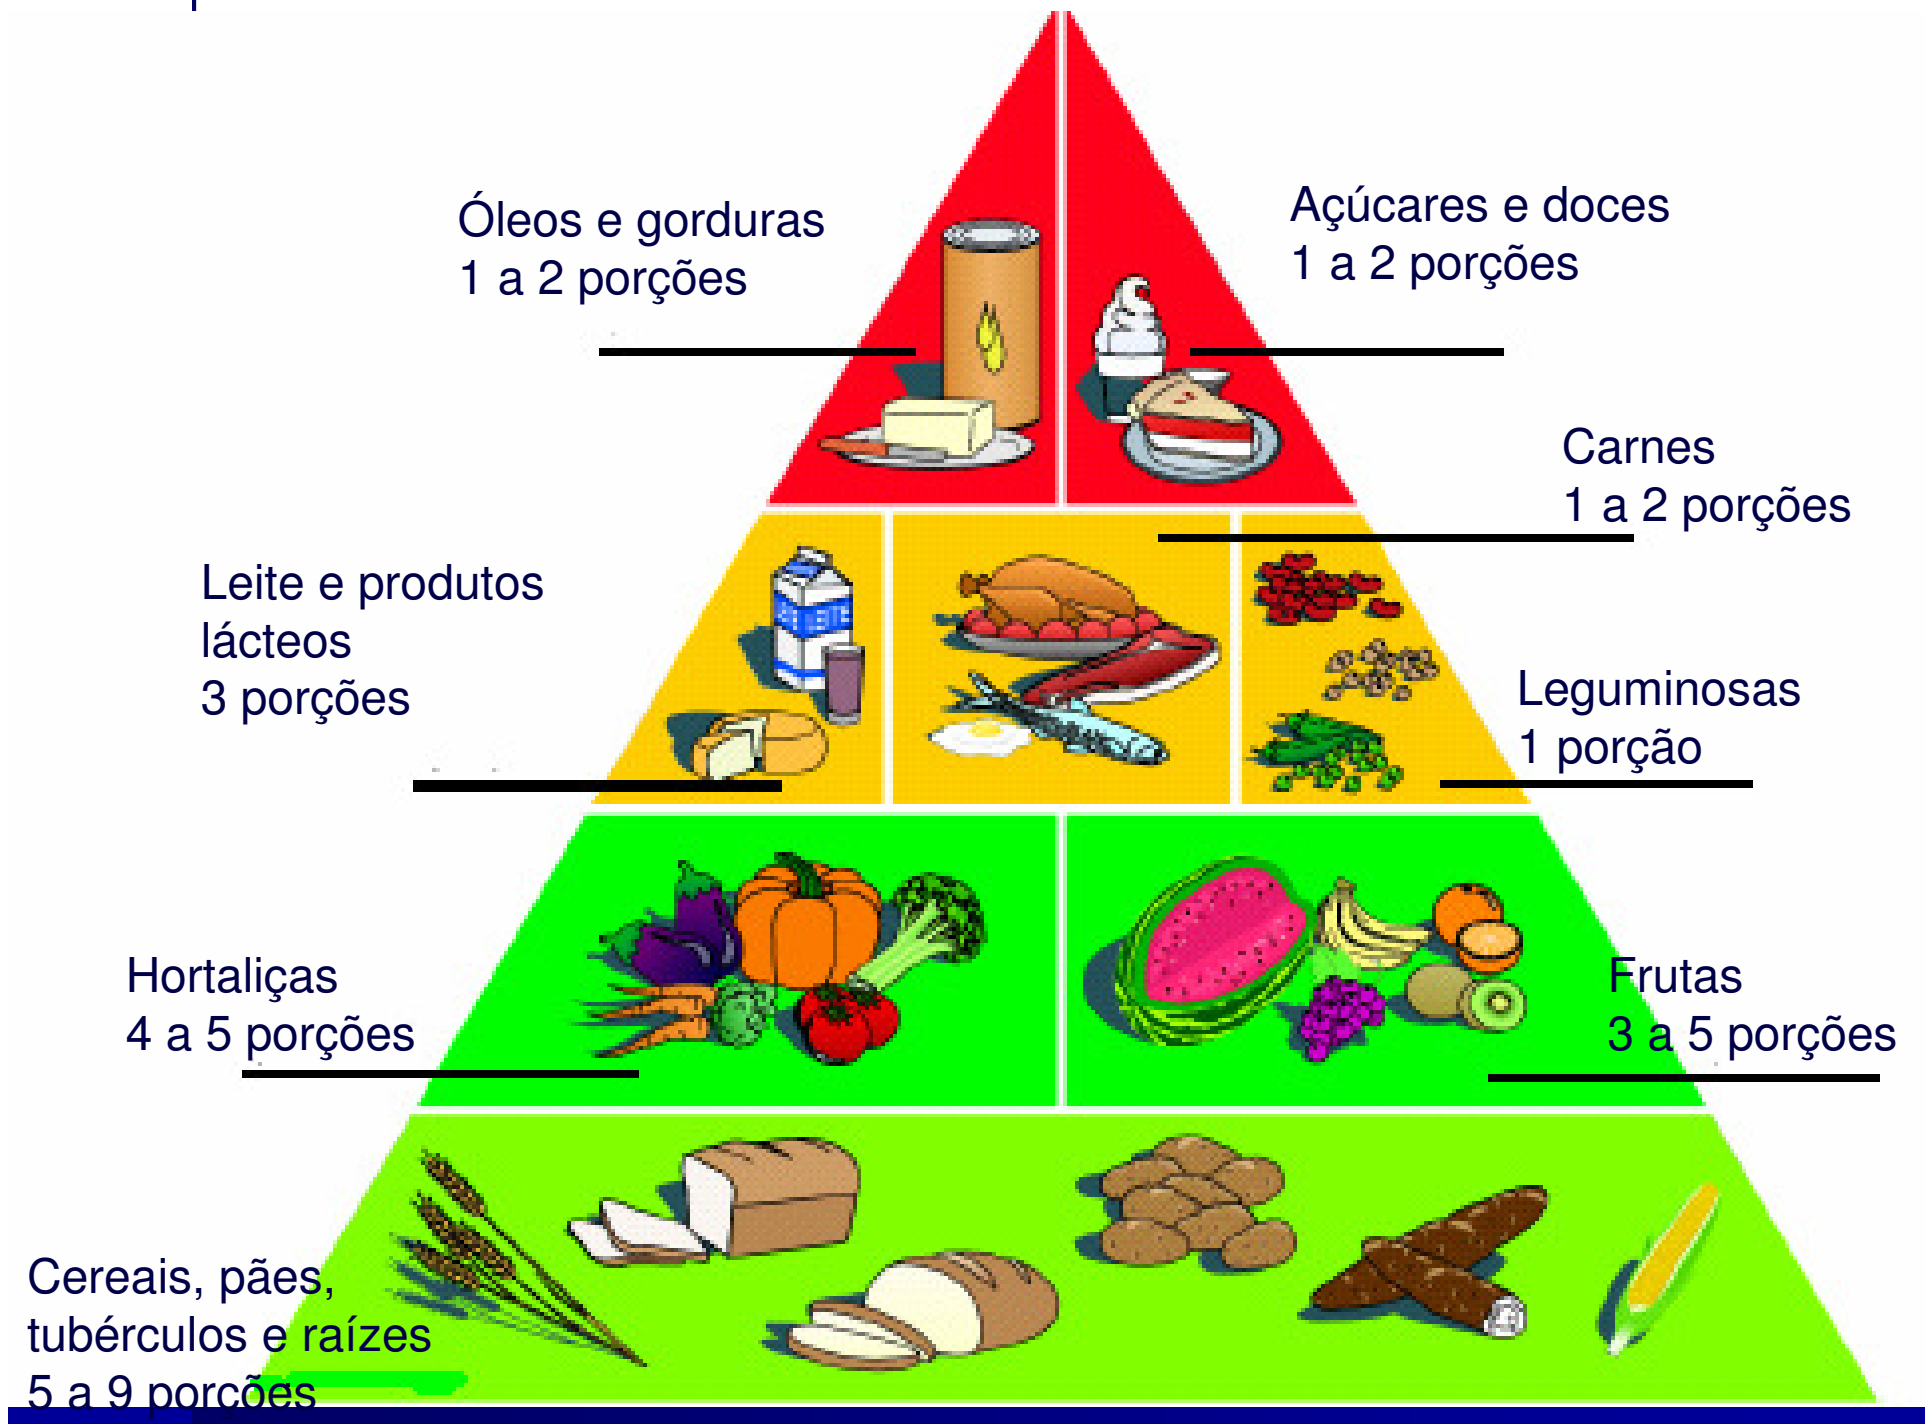 Óleos e gorduras
1 a 2 porções
Açúcares e doces
1 a 2 porções
Carnes
1 a 2 porções
Leite e produtos
lácteos
3 porções
Leguminosas
1 porção
Hortaliças
4 a 5 porções
Frutas
3 a 5 porções
Cereais, pães,
tubérculos e raízes
5 a 9 porções